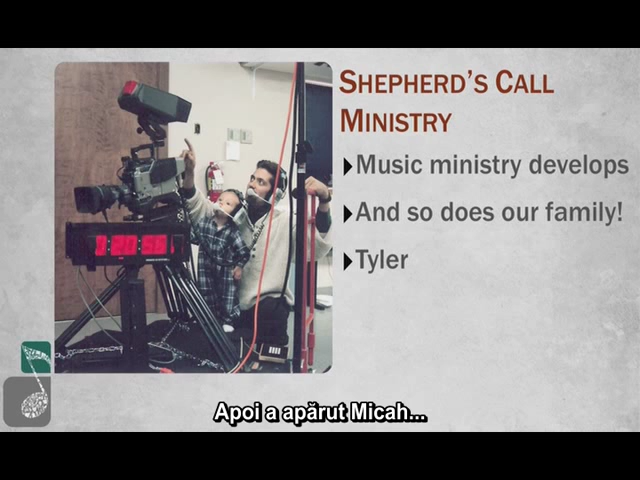 SHEPHERD'S CALL
MINISTRY
Music ministry develops
And so does our family!
Tyler
Apoi a apărut Micah...